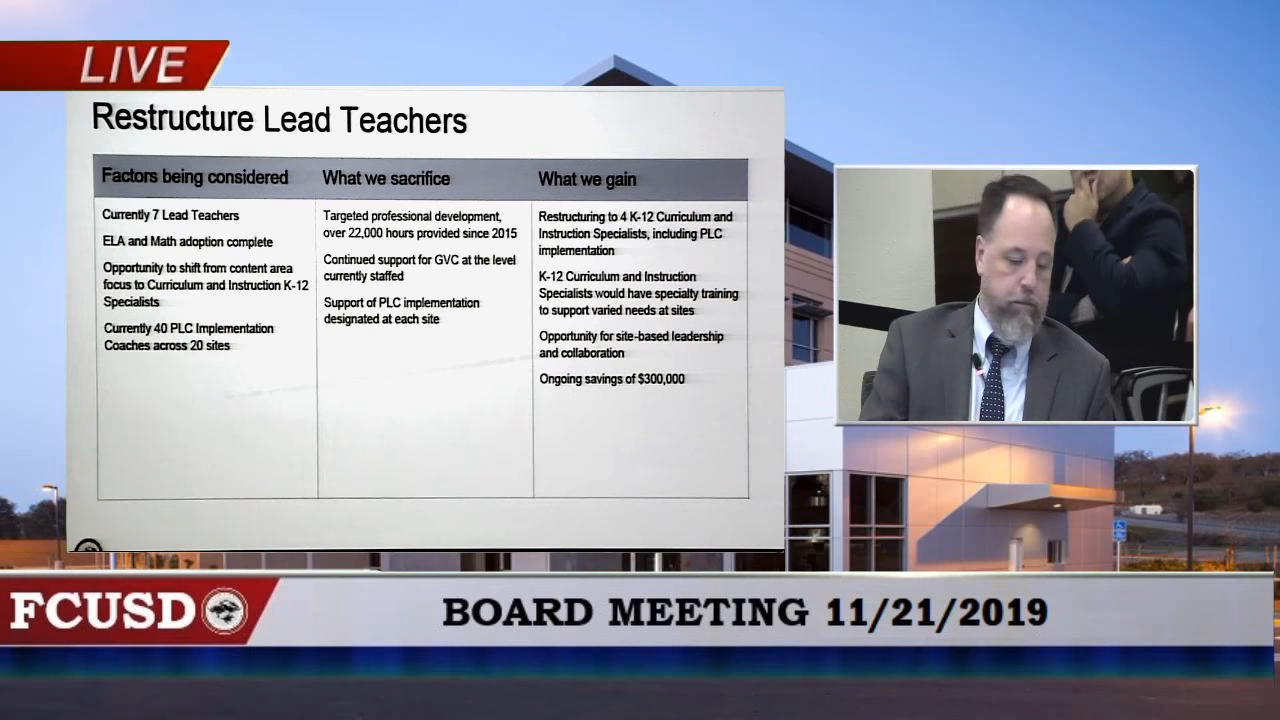 LIVE
Restructure Lead Teachers
Factors being considered
What we sacrifice
What we gain
Currently 7 Lead Teachers
ELA and Math adoption complete
Opportunity to shift from content area
focus to Curriculum and Instruction K-12
Specialists
Currently 40 PLC Implementation
Coaches across 20 sites
Targeted professional development,
over 22,000 hours provided since 2015
Continued support for GVC at the level
currently staffed
Support of PLC implementation
designated at each site
Restructuring to 4 K-12 Curriculum and
Instruction Specialists, including PLC
implementation
K-12 Curriculum and Instruction
Specialists would have specialty training
to support varied needs at sites
Opportunity for site-based leadership
and collaboration
Ongoing savings of $300,000
FCUSD
BOARD MEETING 11/21/2019